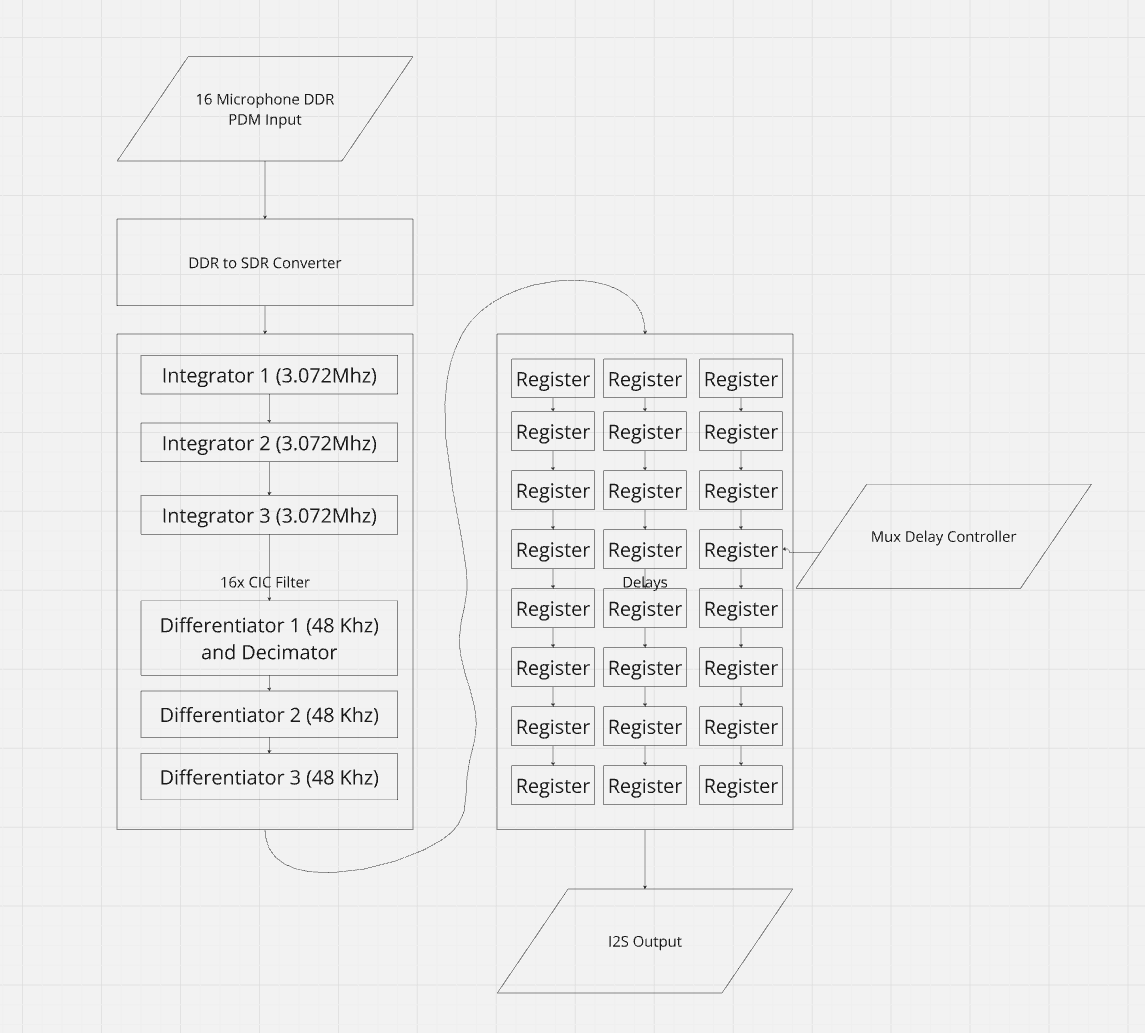 16 Microphone DDR
PDM Input
DDR to SDR Converter
Integrator 1 (3.072Mhz)
Integrator 2 (3.072Mhz)
Integrator 3 (3.072Mhz)
16x CIC Filter
Differentiator 1 (48 Khz)
and Decimator
Differentiator 2 (48 Khz)
Differentiator 3 (48 Khz)
Register Register Register
Register Register Register
Register Register Register
Register Register Register
Delays
Register Register Register
Register Register Register
Register Register Register
Register Register Register
Mux Delay Controller
I2S Output